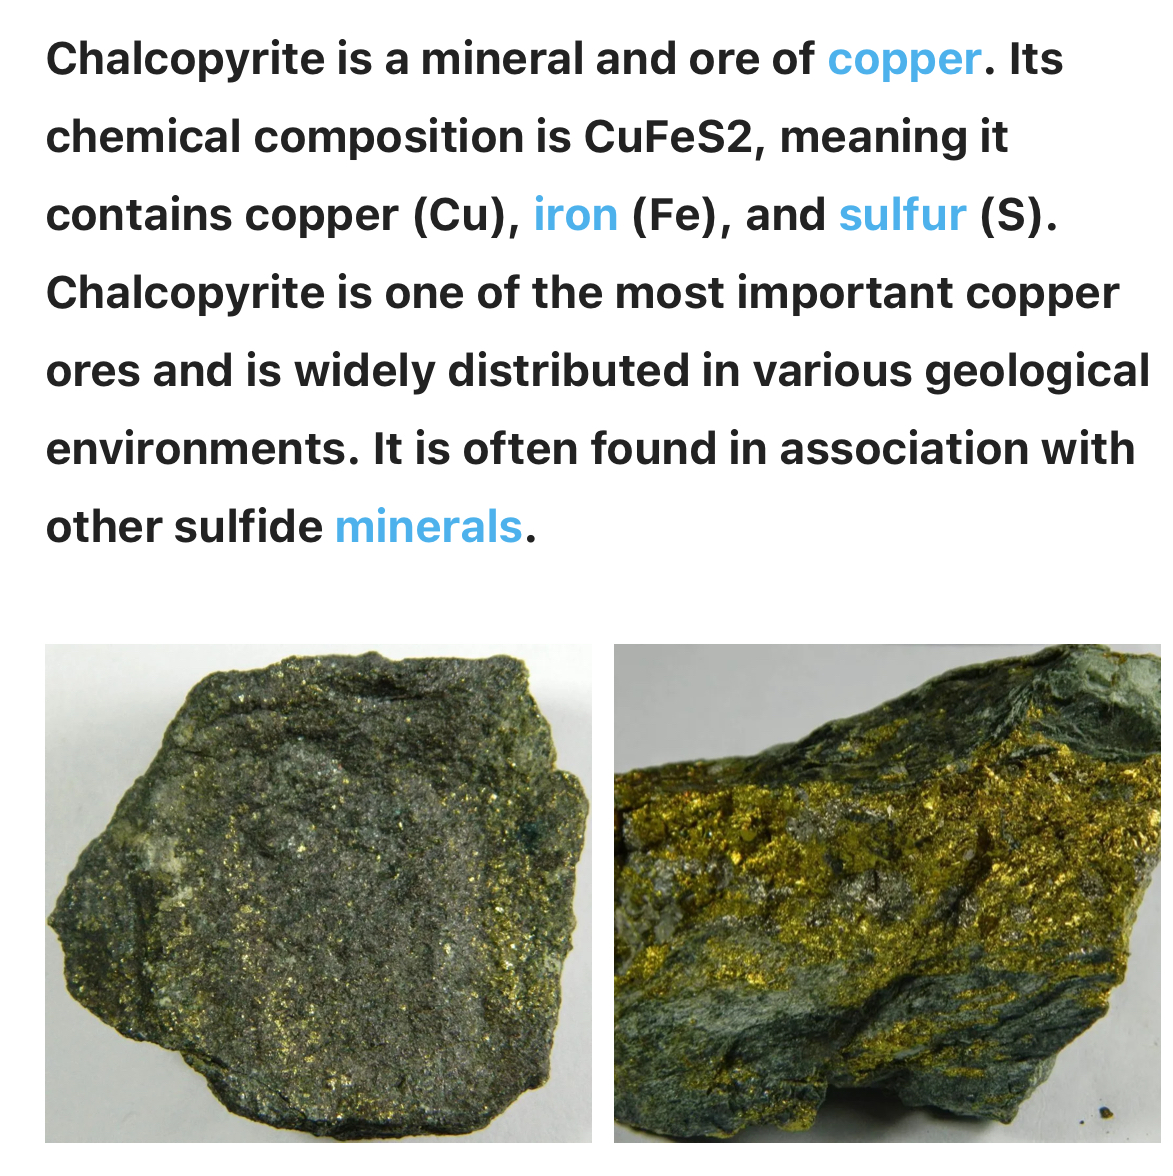 Chalcopyrite is a mineral and ore of copper. Its
chemical composition is CuFeS2, meaning it
contains copper (Cu), iron (Fe), and sulfur (S).
Chalcopyrite is one of the most important copper
ores and is widely distributed in various geological
environments. It is often found in association with
other sulfide minerals.